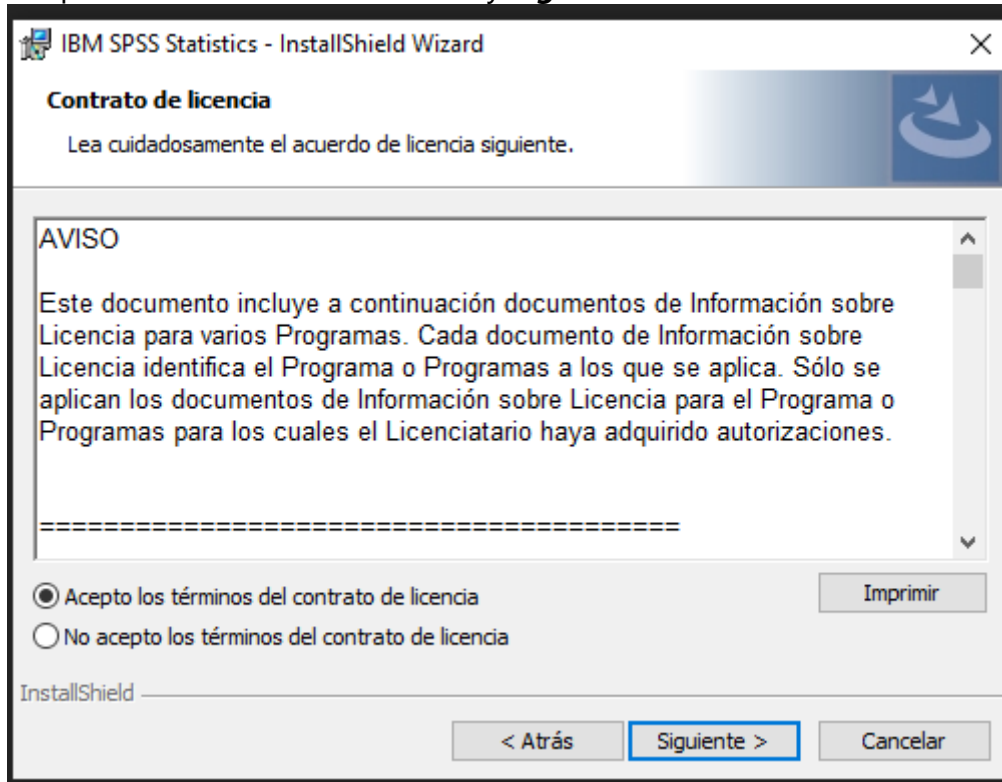 IBM SPSS Statistics - InstallShield Wizard
Contrato de licencia
Lea cuidadosamente el acuerdo de licencia siguiente.
AVISO
Este documento incluye a continuación documentos de Información sobre
Licencia para varios Programas. Cada documento de Información sobre
Licencia identifica el Programa o Programas a los que se aplica. Sólo se
aplican los documentos de Información sobre Licencia para el Programa o
Programas para los cuales el Licenciatario haya adquirido autorizaciones.
========================================
Acepto los términos del contrato de licencia
Imprimir
No acepto los términos del contrato de licencia
InstallShield
< Atrás
Siguiente >
Cancelar